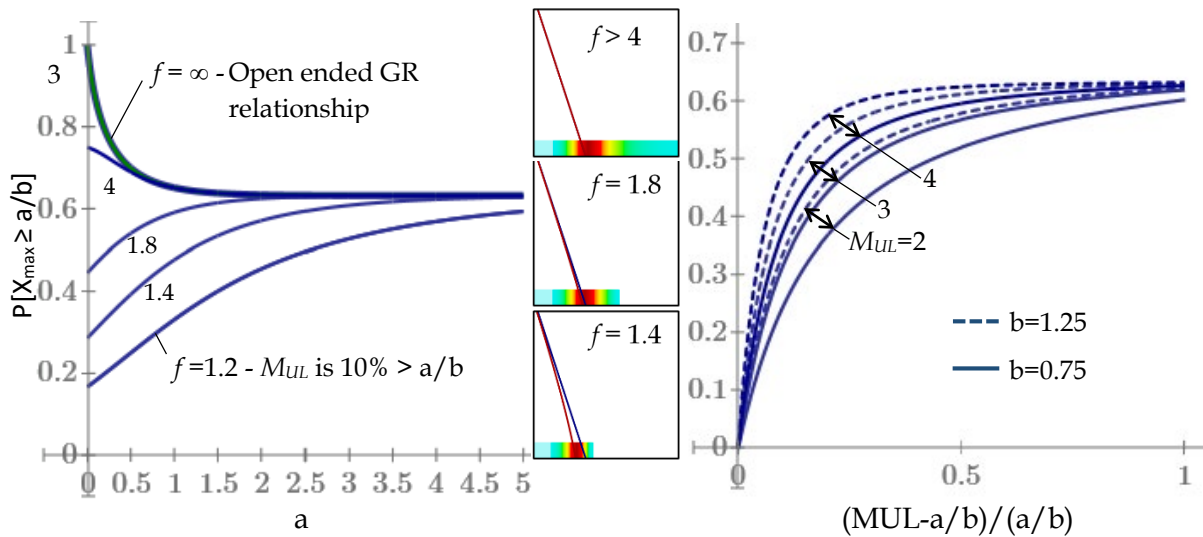 1
0.8
0.6
0.4
0.2
0
P[X_max ≥ a/b]
3
f = ∞ - Open ended GR
relationship
4
1.8
1.4
f =1.2 - M_UL is 10% > a/b
0 0.5 1 1.5 2 2.5 3 3.5 4 4.5 5
a
f > 4
f = 1.8
f = 1.4
0.7
0.6
0.5
0.4
0.3
0.2
0.1
0
4
3
M_UL=2
b=1.25
b=0.75
0 0.5 1
(MUL-a/b)/(a/b)